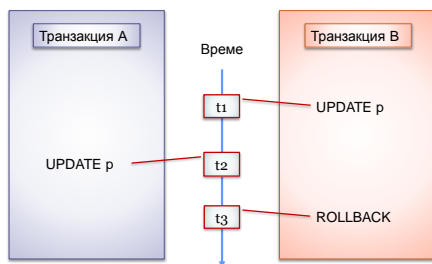 Транзакция A
Време
Транзакция B
t1
UPDATE p
UPDATE p
t2
t3
ROLLBACK